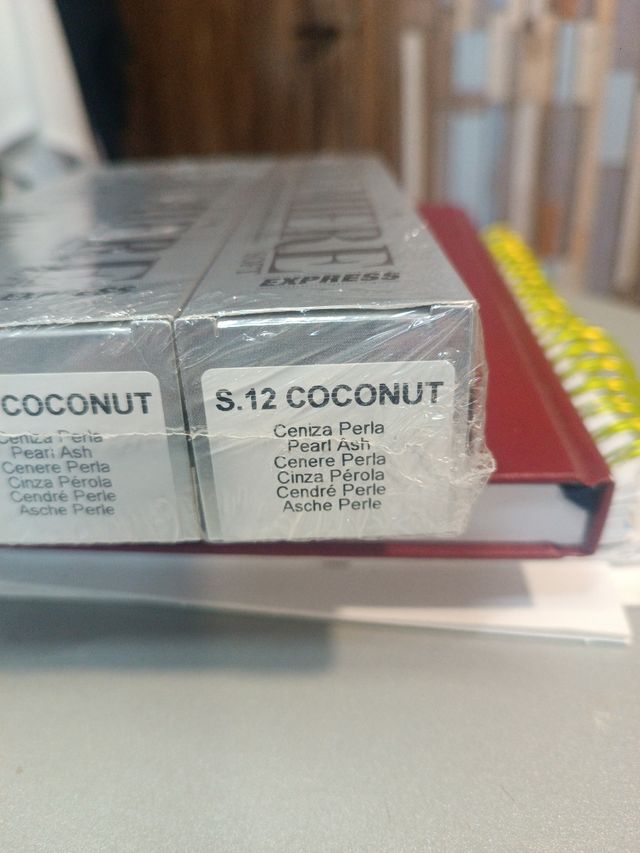 EXPRESS
EXPRESS
COCONUT
Ceniza Perla
Pearl Ash
Cenere Perla
Cinza Pérola
Cendré Perle
Asche Perle
S.12 COCONUT
Ceniza Perla
Pearl Ash
Cenere Perla
Cinza Pérola
Cendré Perle
Asche Perle